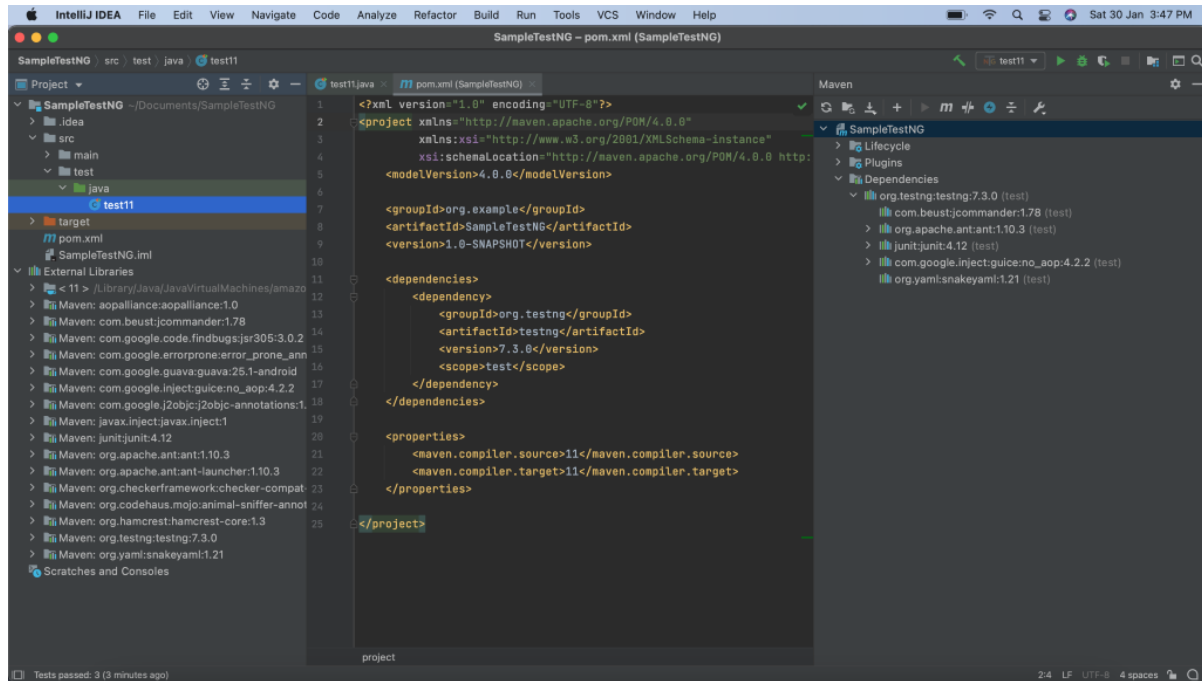 IntelliJ IDEA File Edit View Navigate Code Analyze Refactor Build Run Tools VCS Window Help Sat 30 Jan 3:47 PM
SampleTestNG – pom.xml (SampleTestNG)
SampleTestNG src test java test11 test11
Project
SampleTestNG ~/Documents/SampleTestNG
.idea
src
main
test
java
test11
target
pom.xml
SampleTestNG.iml
External Libraries
< 11 > /Library/Java/JavaVirtualMachines/amazo
Maven: aopalliance:aopalliance:1.0
Maven: com.beust:jcommander:1.78
Maven: com.google.code.findbugs:jsr305:3.0.2
Maven: com.google.errorprone:error_prone_ann
Maven: com.google.guava:guava:25.1-android
Maven: com.google.inject:guice:no_aop:4.2.2
Maven: com.google.j2objc:j2objc-annotations:1.
Maven: javax.inject:javax.inject:1
Maven: junit:junit:4.12
Maven: org.apache.ant:ant:1.10.3
Maven: org.apache.ant:ant-launcher:1.10.3
Maven: org.checkerframework:checker-compat-
Maven: org.codehaus.mojo:animal-sniffer-annot
Maven: org.hamcrest:hamcrest-core:1.3
Maven: org.testng:testng:7.3.0
Maven: org.yaml:snakeyaml:1.21
Scratches and Consoles
test11.java pom.xml (SampleTestNG)
1 <?xml version="1.0" encoding="UTF-8"?>
2 <project xmlns="http://maven.apache.org/POM/4.0.0"
3 xmlns:xsi="http://www.w3.org/2001/XMLSchema-instance"
4 xsi:schemaLocation="http://maven.apache.org/POM/4.0.0 http:
5 <modelVersion>4.0.0</modelVersion>
6
7 <groupId>org.example</groupId>
8 <artifactId>SampleTestNG</artifactId>
9 <version>1.0-SNAPSHOT</version>
10
11 <dependencies>
12 <dependency>
13 <groupId>org.testng</groupId>
14 <artifactId>testng</artifactId>
15 <version>7.3.0</version>
16 <scope>test</scope>
17 </dependency>
18 </dependencies>
19
20 <properties>
21 <maven.compiler.source>11</maven.compiler.source>
22 <maven.compiler.target>11</maven.compiler.target>
23 </properties>
24
25 </project>
project
Maven
SampleTestNG
Lifecycle
Plugins
Dependencies
org.testng:testng:7.3.0 (test)
com.beust:jcommander:1.78 (test)
org.apache.ant:ant:1.10.3 (test)
junit:junit:4.12 (test)
com.google.inject:guice:no_aop:4.2.2 (test)
org.yaml:snakeyaml:1.21 (test)
Tests passed: 3 (3 minutes ago) 2:4 LF UTF-8 4 spaces